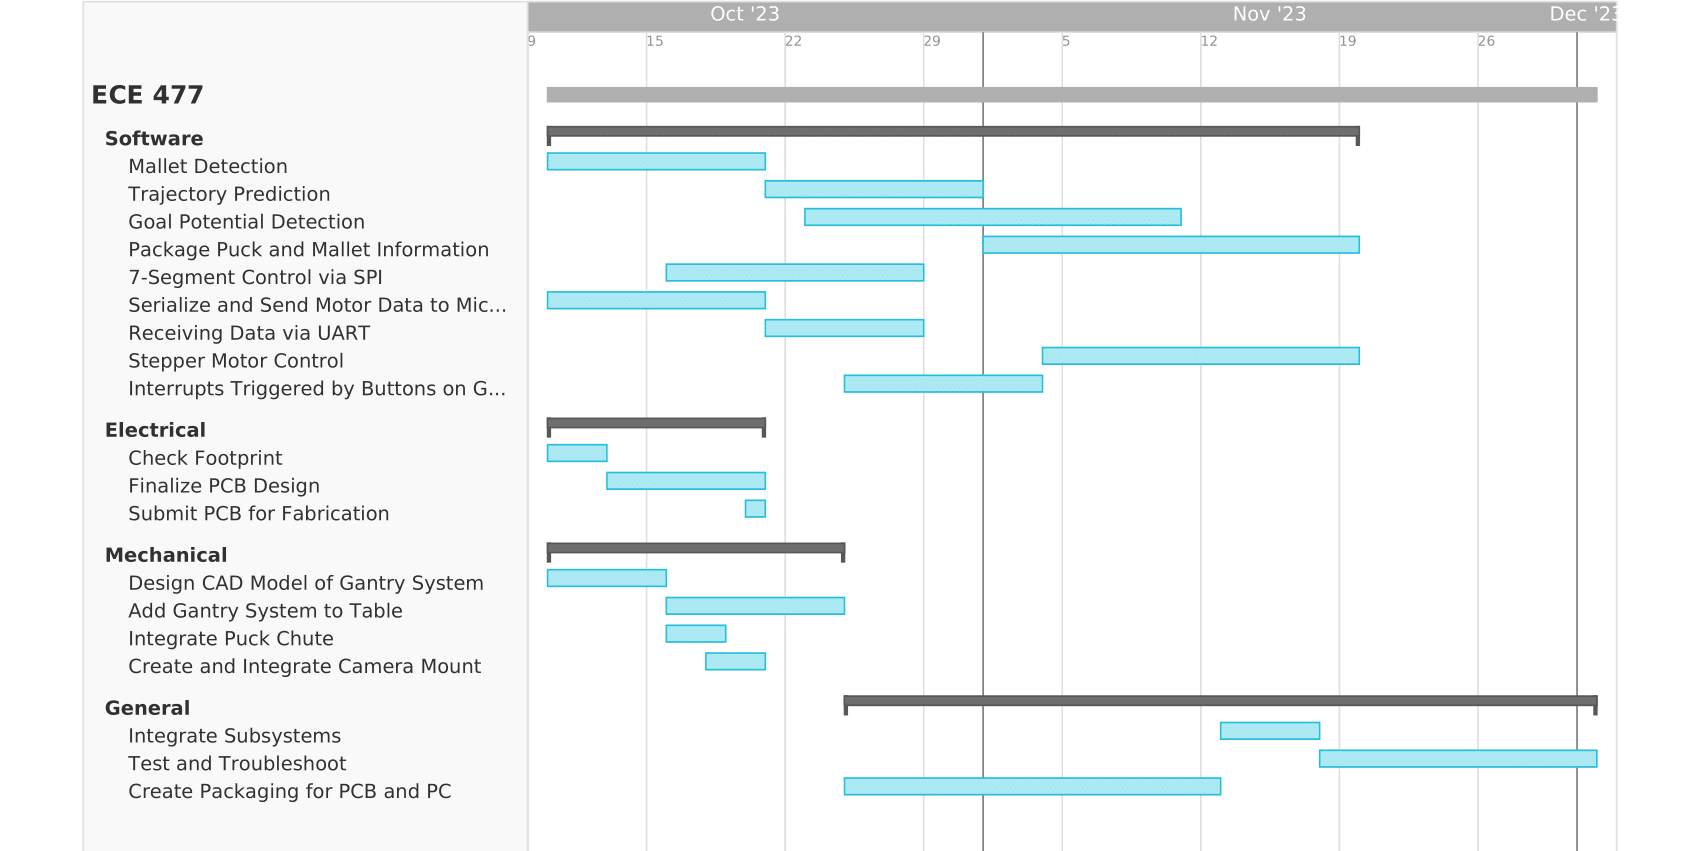 Oct '23 Nov '23 Dec '23
9 15 22 29 5 12 19 26
ECE 477
Software
Mallet Detection
Trajectory Prediction
Goal Potential Detection
Package Puck and Mallet Information
7-Segment Control via SPI
Serialize and Send Motor Data to Mic...
Receiving Data via UART
Stepper Motor Control
Interrupts Triggered by Buttons on G...
Electrical
Check Footprint
Finalize PCB Design
Submit PCB for Fabrication
Mechanical
Design CAD Model of Gantry System
Add Gantry System to Table
Integrate Puck Chute
Create and Integrate Camera Mount
General
Integrate Subsystems
Test and Troubleshoot
Create Packaging for PCB and PC